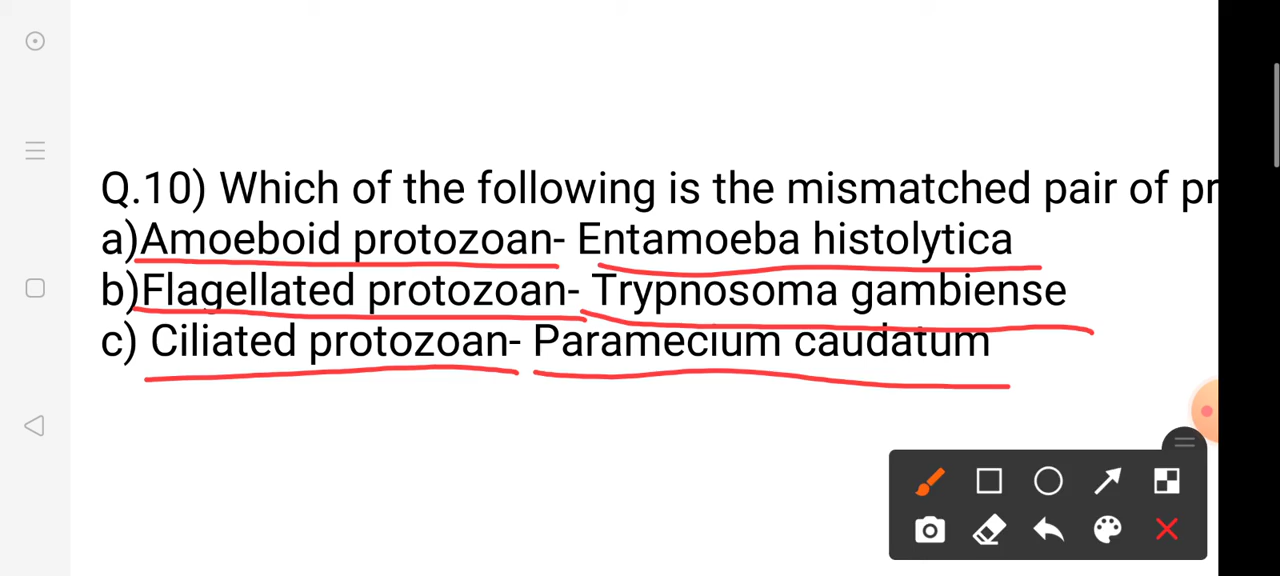 Q.10) Which of the following is the mismatched pair of pr
a)Amoeboid protozoan- Entamoeba histolytica
b)Flagellated protozoan- Trypnosoma gambiense
c) Ciliated protozoan- Paramecium caudatum